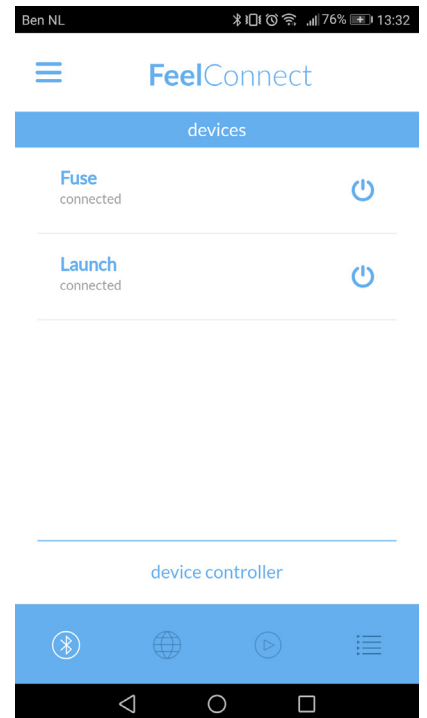 Ben NL 76% 13:32
FeelConnect
devices
Fuse
connected
Launch
connected
device controller